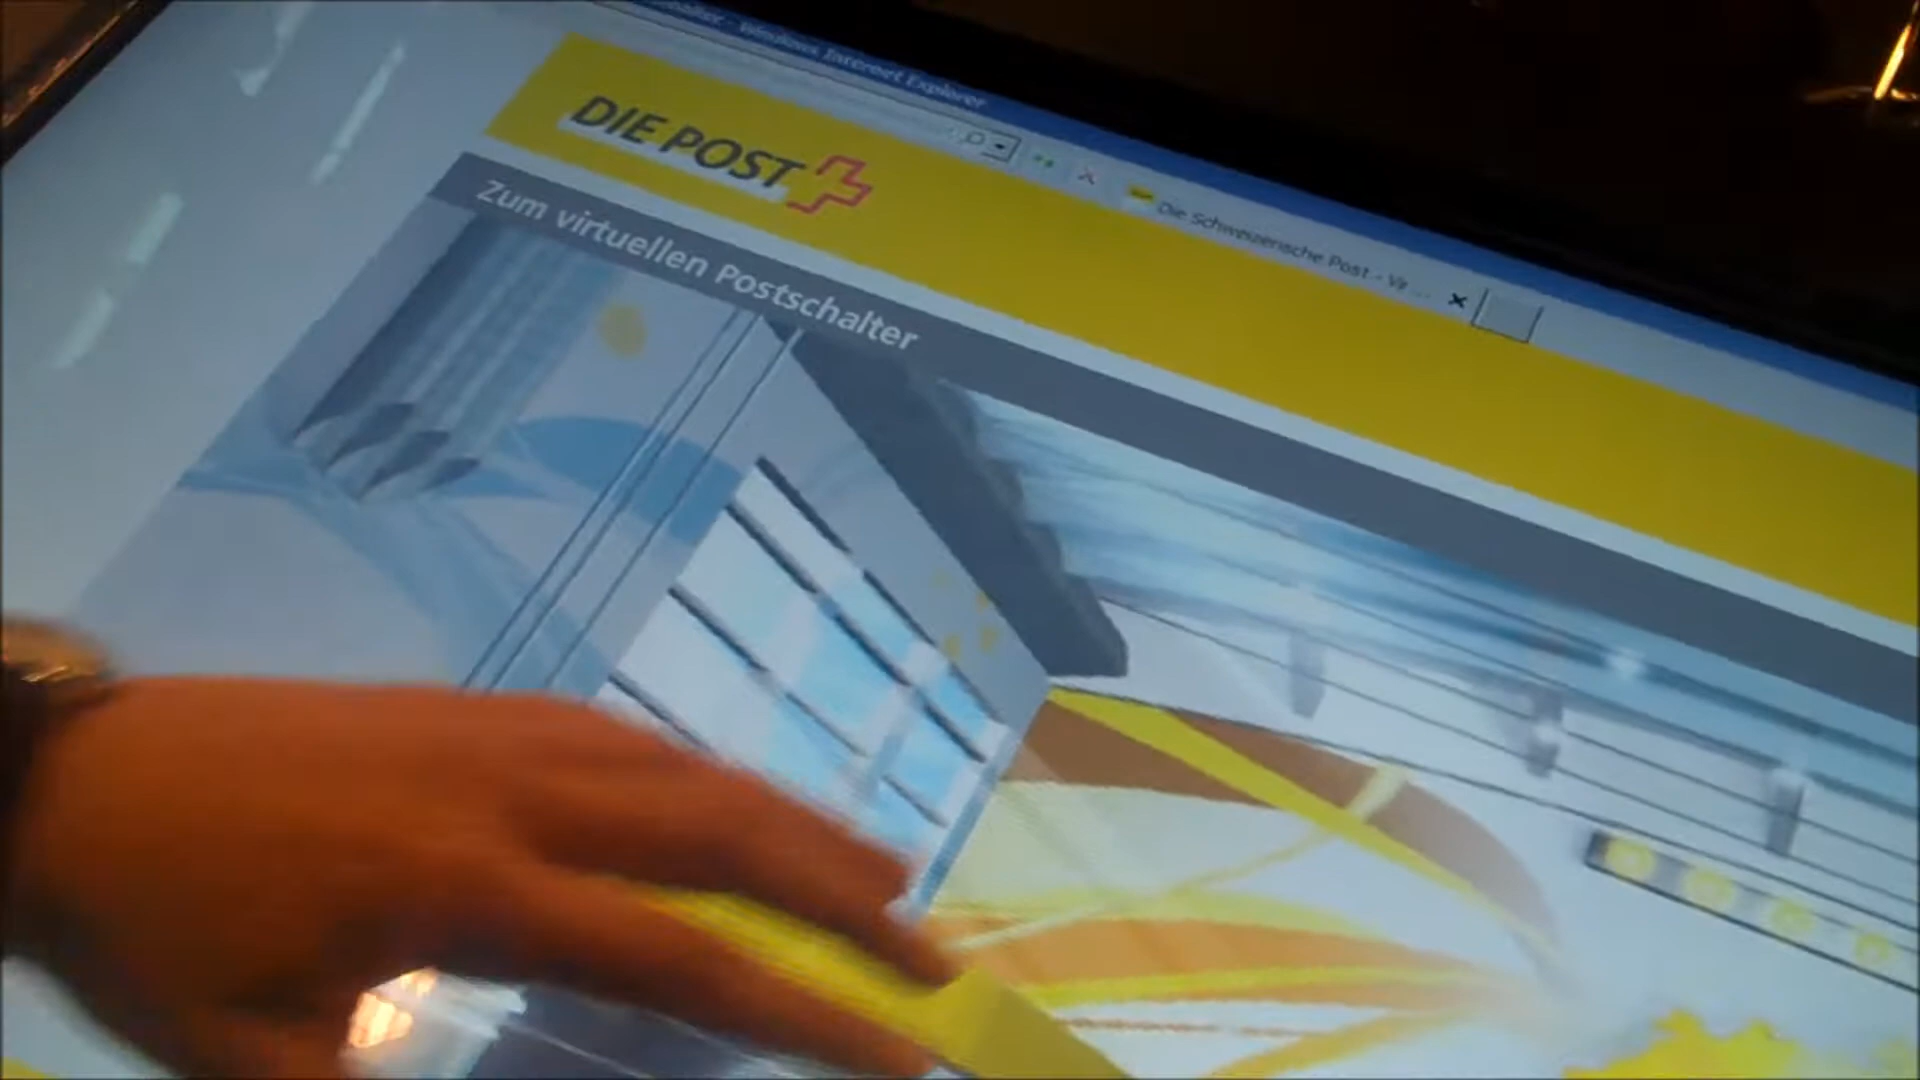 Windows Internet Explorer
Die Schweizerische Post - Vi ...
DIE POST
Zum virtuellen Postschalter